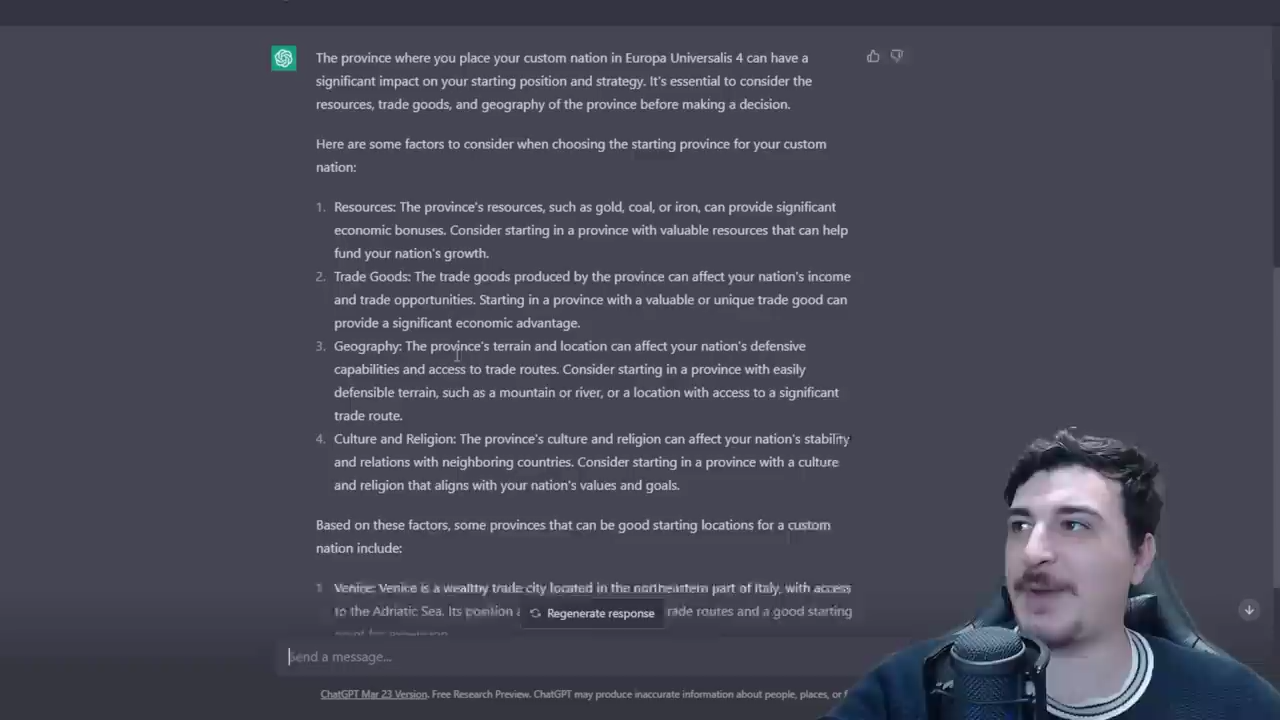 The province where you place your custom nation in Europa Universalis 4 can have a
significant impact on your starting position and strategy. It's essential to consider the
resources, trade goods, and geography of the province before making a decision.
Here are some factors to consider when choosing the starting province for your custom
nation:
1. Resources: The province's resources, such as gold, coal, or iron, can provide significant
economic bonuses. Consider starting in a province with valuable resources that can help
fund your nation's growth.
2. Trade Goods: The trade goods produced by the province can affect your nation's income
and trade opportunities. Starting in a province with a valuable or unique trade good can
provide a significant economic advantage.
3. Geography: The province's terrain and location can affect your nation's defensive
capabilities and access to trade routes. Consider starting in a province with easily
defensible terrain, such as a mountain or river, or a location with access to a significant
trade route.
4. Culture and Religion: The province's culture and religion can affect your nation's stability
and relations with neighboring countries. Consider starting in a province with a culture
and religion that aligns with your nation's values and goals.
Based on these factors, some provinces that can be good starting locations for a custom
nation include:
1 Venice: Venice is a wealthy trade city located in the northeastern part of Italy, with access
to the Adriatic Sea. Its position rade routes and a good starting
Regenerate response
Send a message...
ChatGPT Mar 23 Version. Free Research Preview. ChatGPT may produce inaccurate information about people, places, or